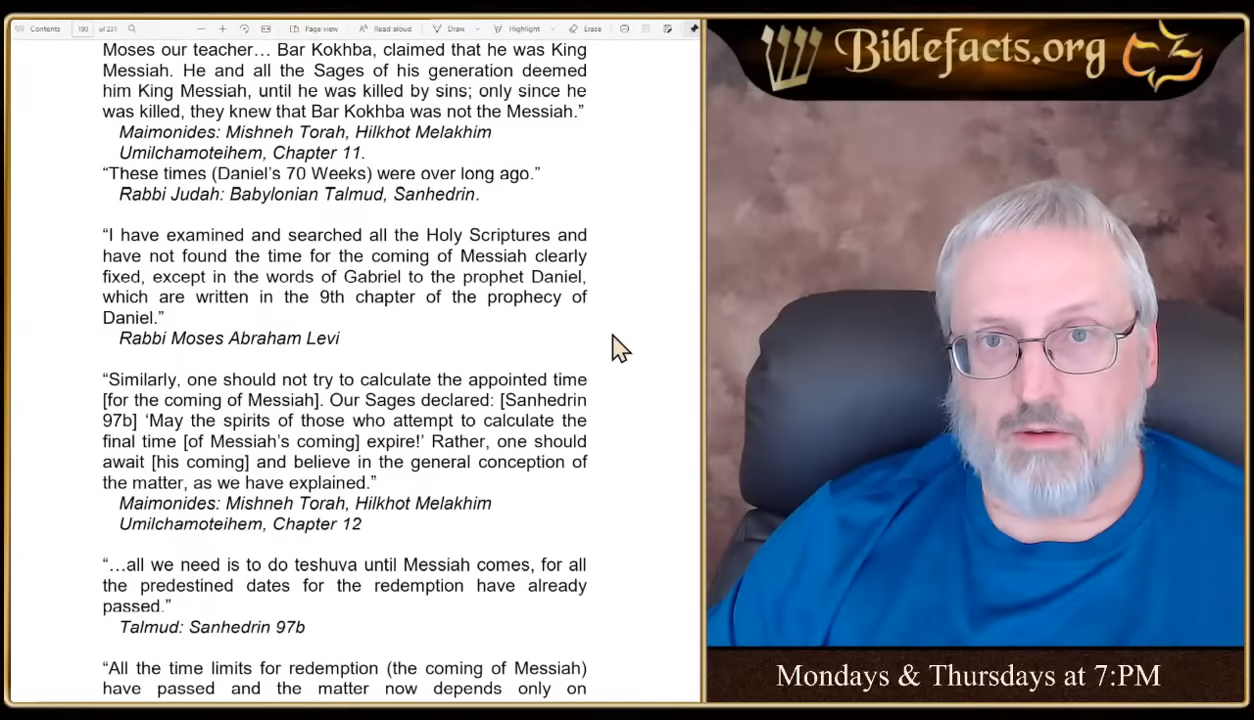 Contents 190 of 231 Page view Read aloud Draw Highlight Erase
Moses our teacher… Bar Kokhba, claimed that he was King
Messiah. He and all the Sages of his generation deemed
him King Messiah, until he was killed by sins; only since he
was killed, they knew that Bar Kokhba was not the Messiah.”
Maimonides: Mishneh Torah, Hilkhot Melakhim
Umilchamoteihem, Chapter 11.
“These times (Daniel’s 70 Weeks) were over long ago.”
Rabbi Judah: Babylonian Talmud, Sanhedrin.
“I have examined and searched all the Holy Scriptures and
have not found the time for the coming of Messiah clearly
fixed, except in the words of Gabriel to the prophet Daniel,
which are written in the 9th chapter of the prophecy of
Daniel.”
Rabbi Moses Abraham Levi
“Similarly, one should not try to calculate the appointed time
[for the coming of Messiah]. Our Sages declared: [Sanhedrin
97b] ‘May the spirits of those who attempt to calculate the
final time [of Messiah’s coming] expire!’ Rather, one should
await [his coming] and believe in the general conception of
the matter, as we have explained.”
Maimonides: Mishneh Torah, Hilkhot Melakhim
Umilchamoteihem, Chapter 12
“…all we need is to do teshuva until Messiah comes, for all
the predestined dates for the redemption have already
passed.”
Talmud: Sanhedrin 97b
“All the time limits for redemption (the coming of Messiah)
have passed and the matter now depends only on
ש Biblefacts.org
Mondays & Thursdays at 7:PM